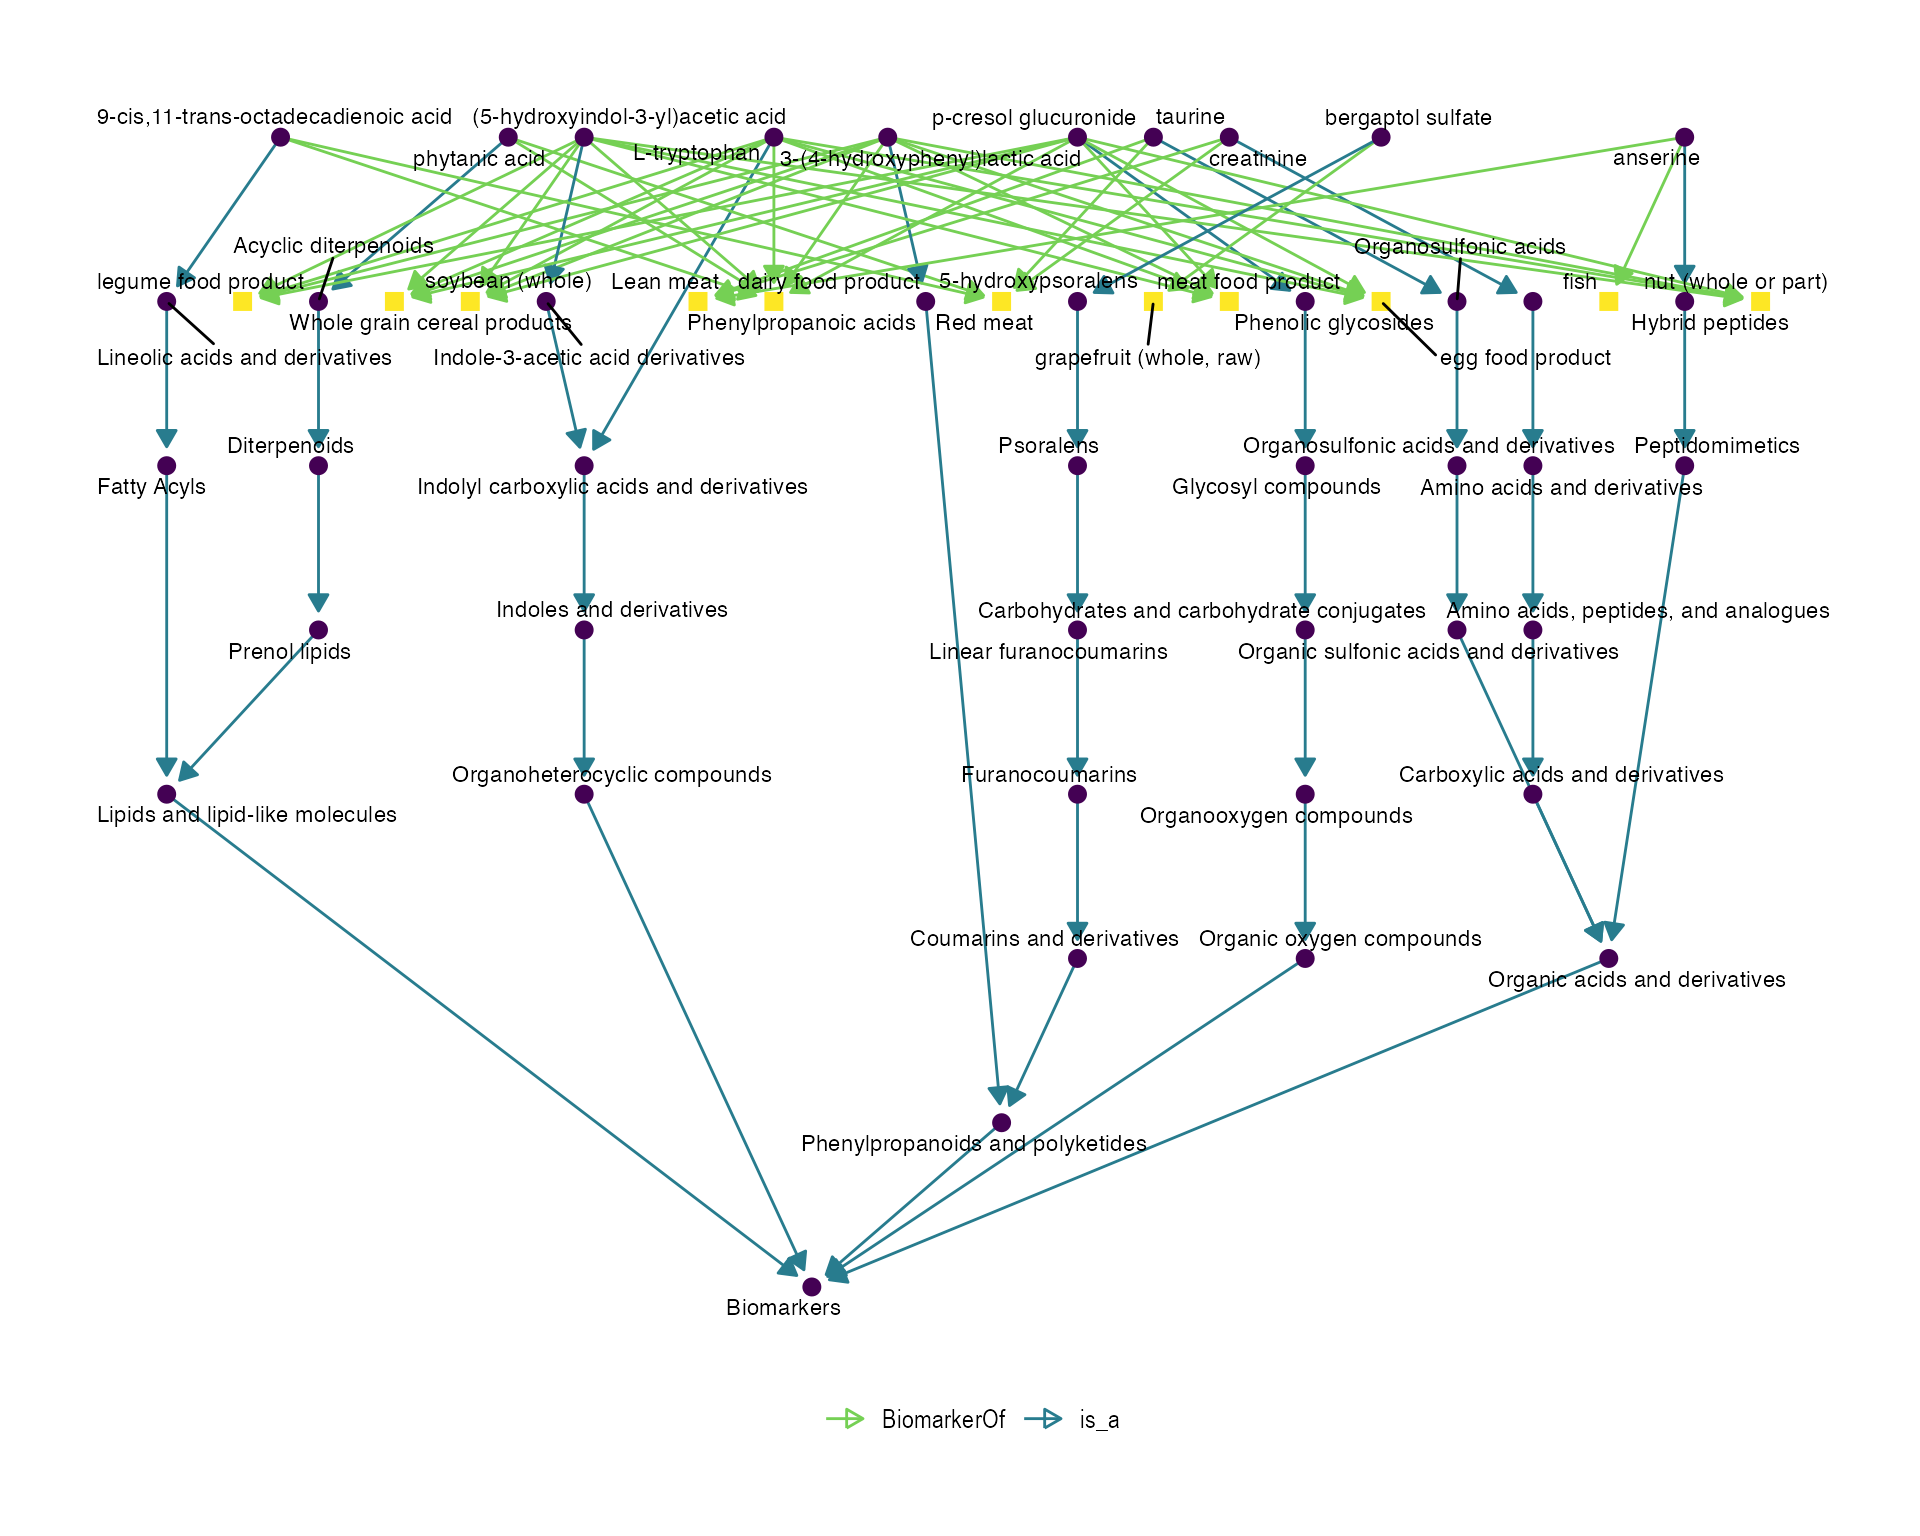 9-cis,11-trans-octadecadienoic acid
(5-hydroxyindol-3-yl)acetic acid
p-cresol glucuronide
taurine
bergaptol sulfate
phytanic acid
L-tryptophan
3-(4-hydroxyphenyl)lactic acid
creatinine
anserine
Acyclic diterpenoids
Organosulfonic acids
legume food product
soybean (whole)
Lean meat
dairy food product
5-hydroxypsoralens
meat food product
fish
nut (whole or part)
Whole grain cereal products
Phenylpropanoic acids
Red meat
Phenolic glycosides
Hybrid peptides
Lineolic acids and derivatives
Indole-3-acetic acid derivatives
grapefruit (whole, raw)
egg food product
Diterpenoids
Psoralens
Organosulfonic acids and derivatives
Peptidomimetics
Fatty Acyls
Indolyl carboxylic acids and derivatives
Glycosyl compounds
Amino acids and derivatives
Indoles and derivatives
Carbohydrates and carbohydrate conjugates
Amino acids, peptides, and analogues
Prenol lipids
Linear furanocoumarins
Organic sulfonic acids and derivatives
Organoheterocyclic compounds
Furanocoumarins
Carboxylic acids and derivatives
Lipids and lipid-like molecules
Organooxygen compounds
Coumarins and derivatives
Organic oxygen compounds
Organic acids and derivatives
Phenylpropanoids and polyketides
Biomarkers
BiomarkerOf
is_a